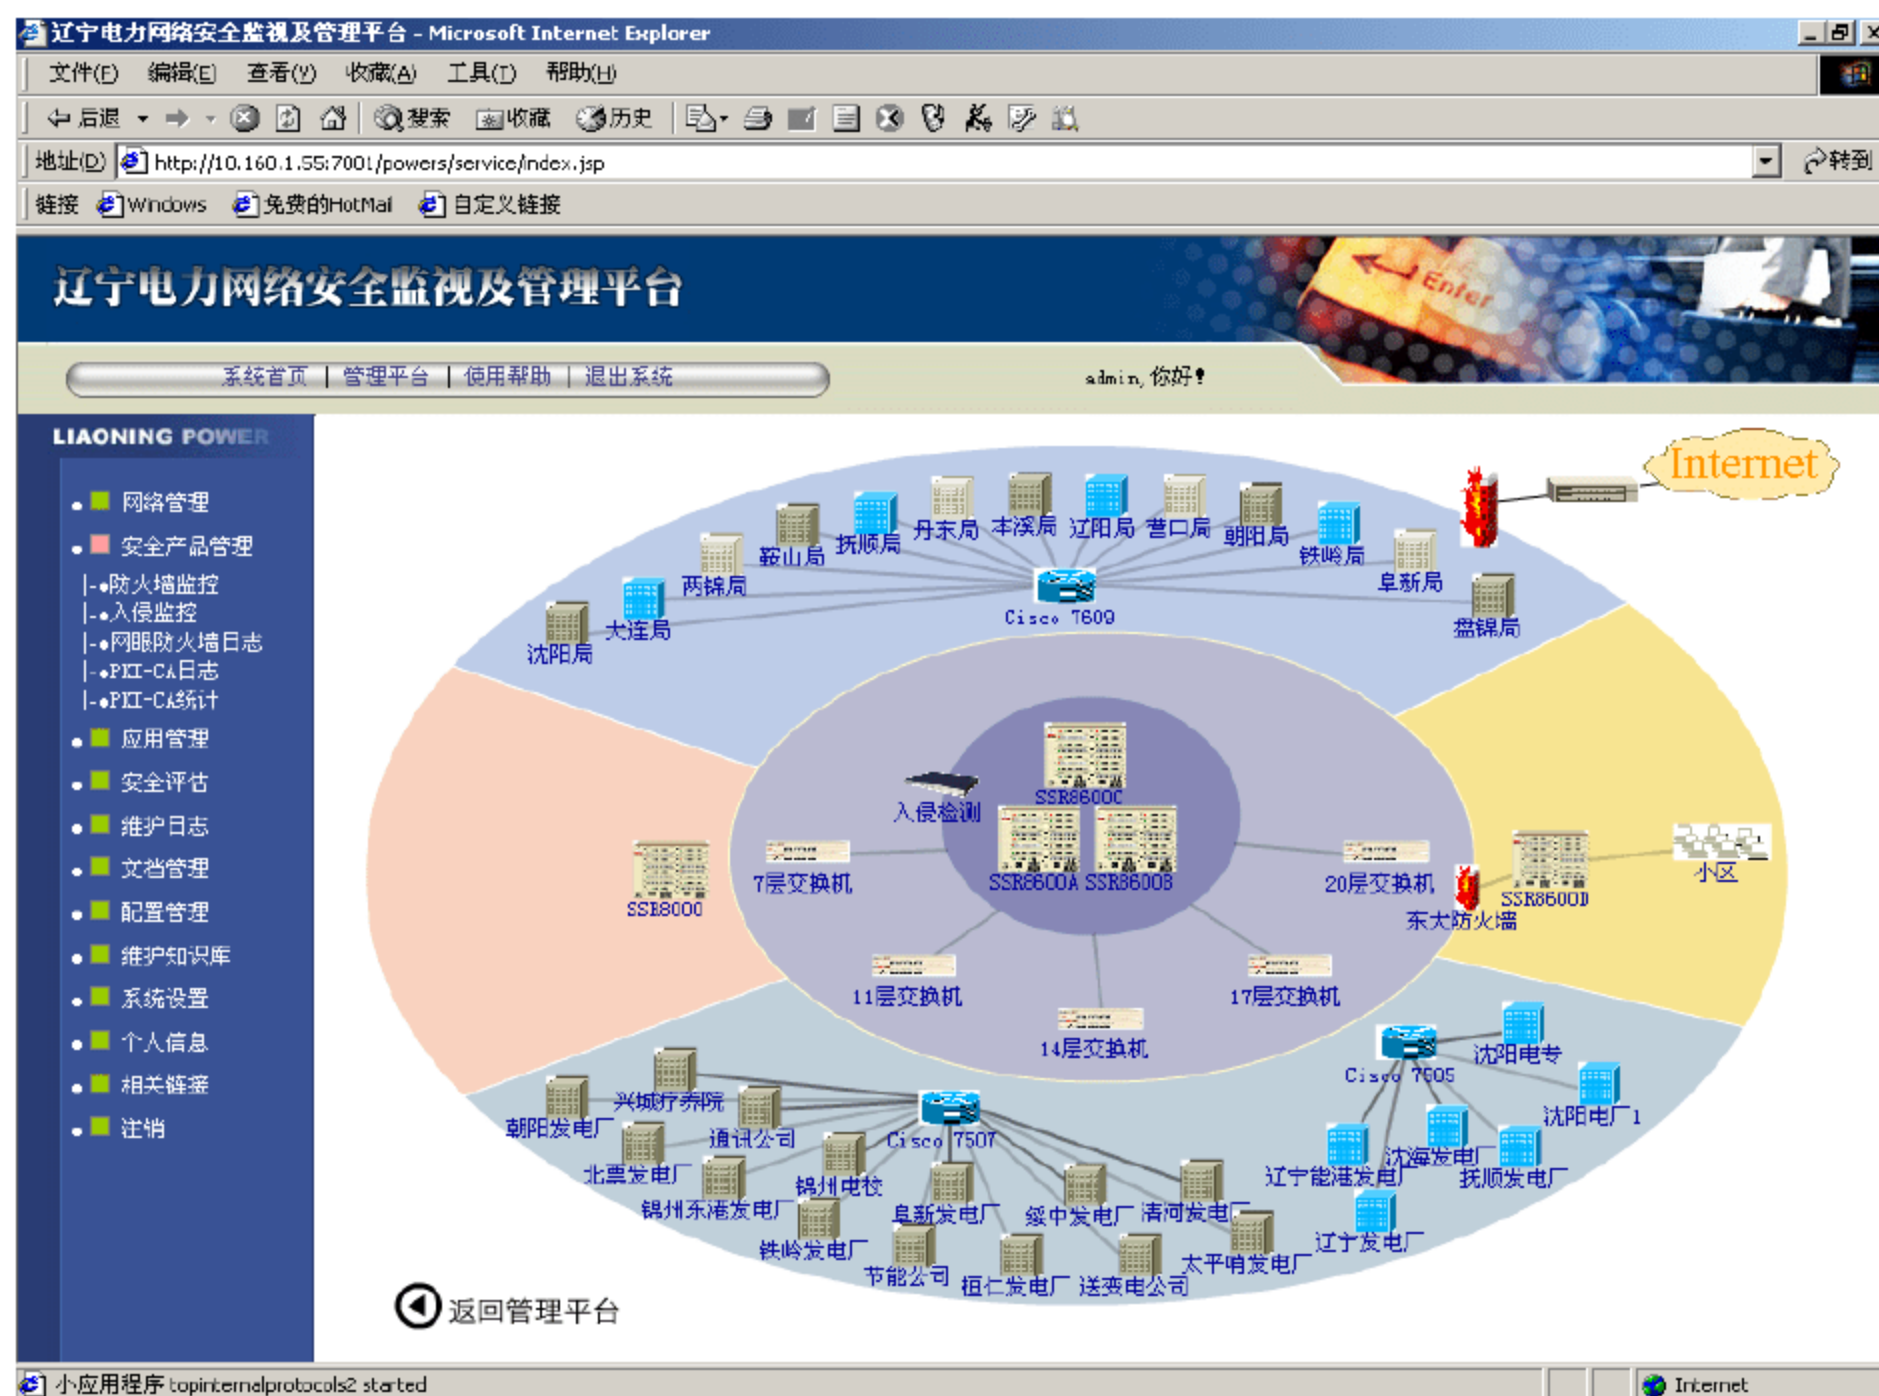 辽宁电力网络安全监视及管理平台 - Microsoft Internet Explorer
文件(F) 编辑(E) 查看(V) 收藏(A) 工具(T) 帮助(H)
后退 搜索 收藏 历史
地址(D) http://10.160.1.55:7001/powers/service/index.jsp 转到
链接 Windows 免费的HotMail 自定义链接
辽宁电力网络安全监视及管理平台
Enter
系统首页 | 管理平台 | 使用帮助 | 退出系统
admin,你好!
LIAONING POWER
网络管理
安全产品管理
|-●防火墙监控
|-●入侵监控
|-●网眼防火墙日志
|-●PKI-CA日志
|-●PKI-CA统计
应用管理
安全评估
维护日志
文档管理
配置管理
维护知识库
系统设置
个人信息
相关链接
注销
Internet
沈阳局
大连局
两锦局
鞍山局
抚顺局
丹东局
本溪局
辽阳局
营口局
朝阳局
铁岭局
阜新局
盘锦局
Cisco 7609
SSR8600C
入侵检测
SSR8600A SSR8600B
SSR8000
7层交换机
20层交换机
东大防火墙
SSR8600D
小区
11层交换机
17层交换机
14层交换机
Cisco 7507
兴城疗养院
朝阳发电厂
通讯公司
北票发电厂
锦州电校
锦州东港发电厂
铁岭发电厂
阜新发电厂
绥中发电厂
清河发电厂
节能公司
桓仁发电厂
送变电公司
太平哨发电厂
Cisco 7605
沈阳电专
沈阳电厂1
沈海发电厂
辽宁能港发电厂
抚顺发电厂
辽宁发电厂
返回管理平台
小应用程序 topinternalprotocols2 started
Internet